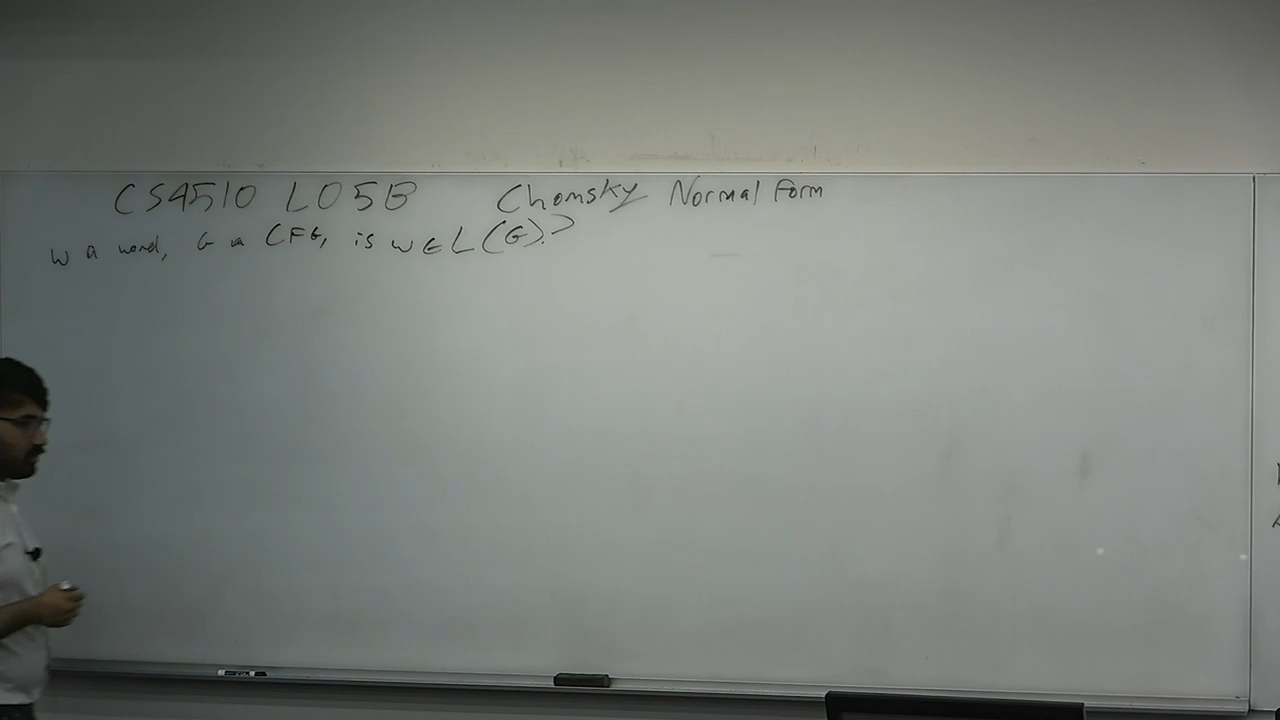 CS4510 L05B Chomsky Normal Form
w a word, G a CFG, is w ∈ L(G)?